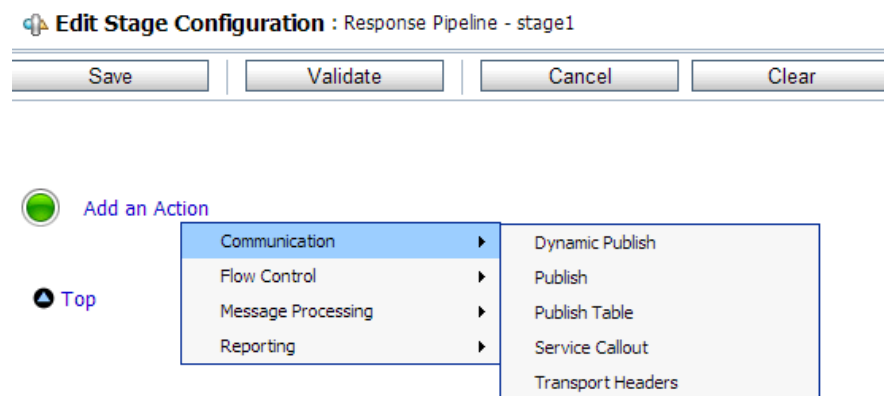 Edit Stage Configuration : Response Pipeline - stage1
Save Validate Cancel Clear
Add an Action
Communication
Flow Control
Message Processing
Reporting
Dynamic Publish
Publish
Publish Table
Service Callout
Transport Headers
Top